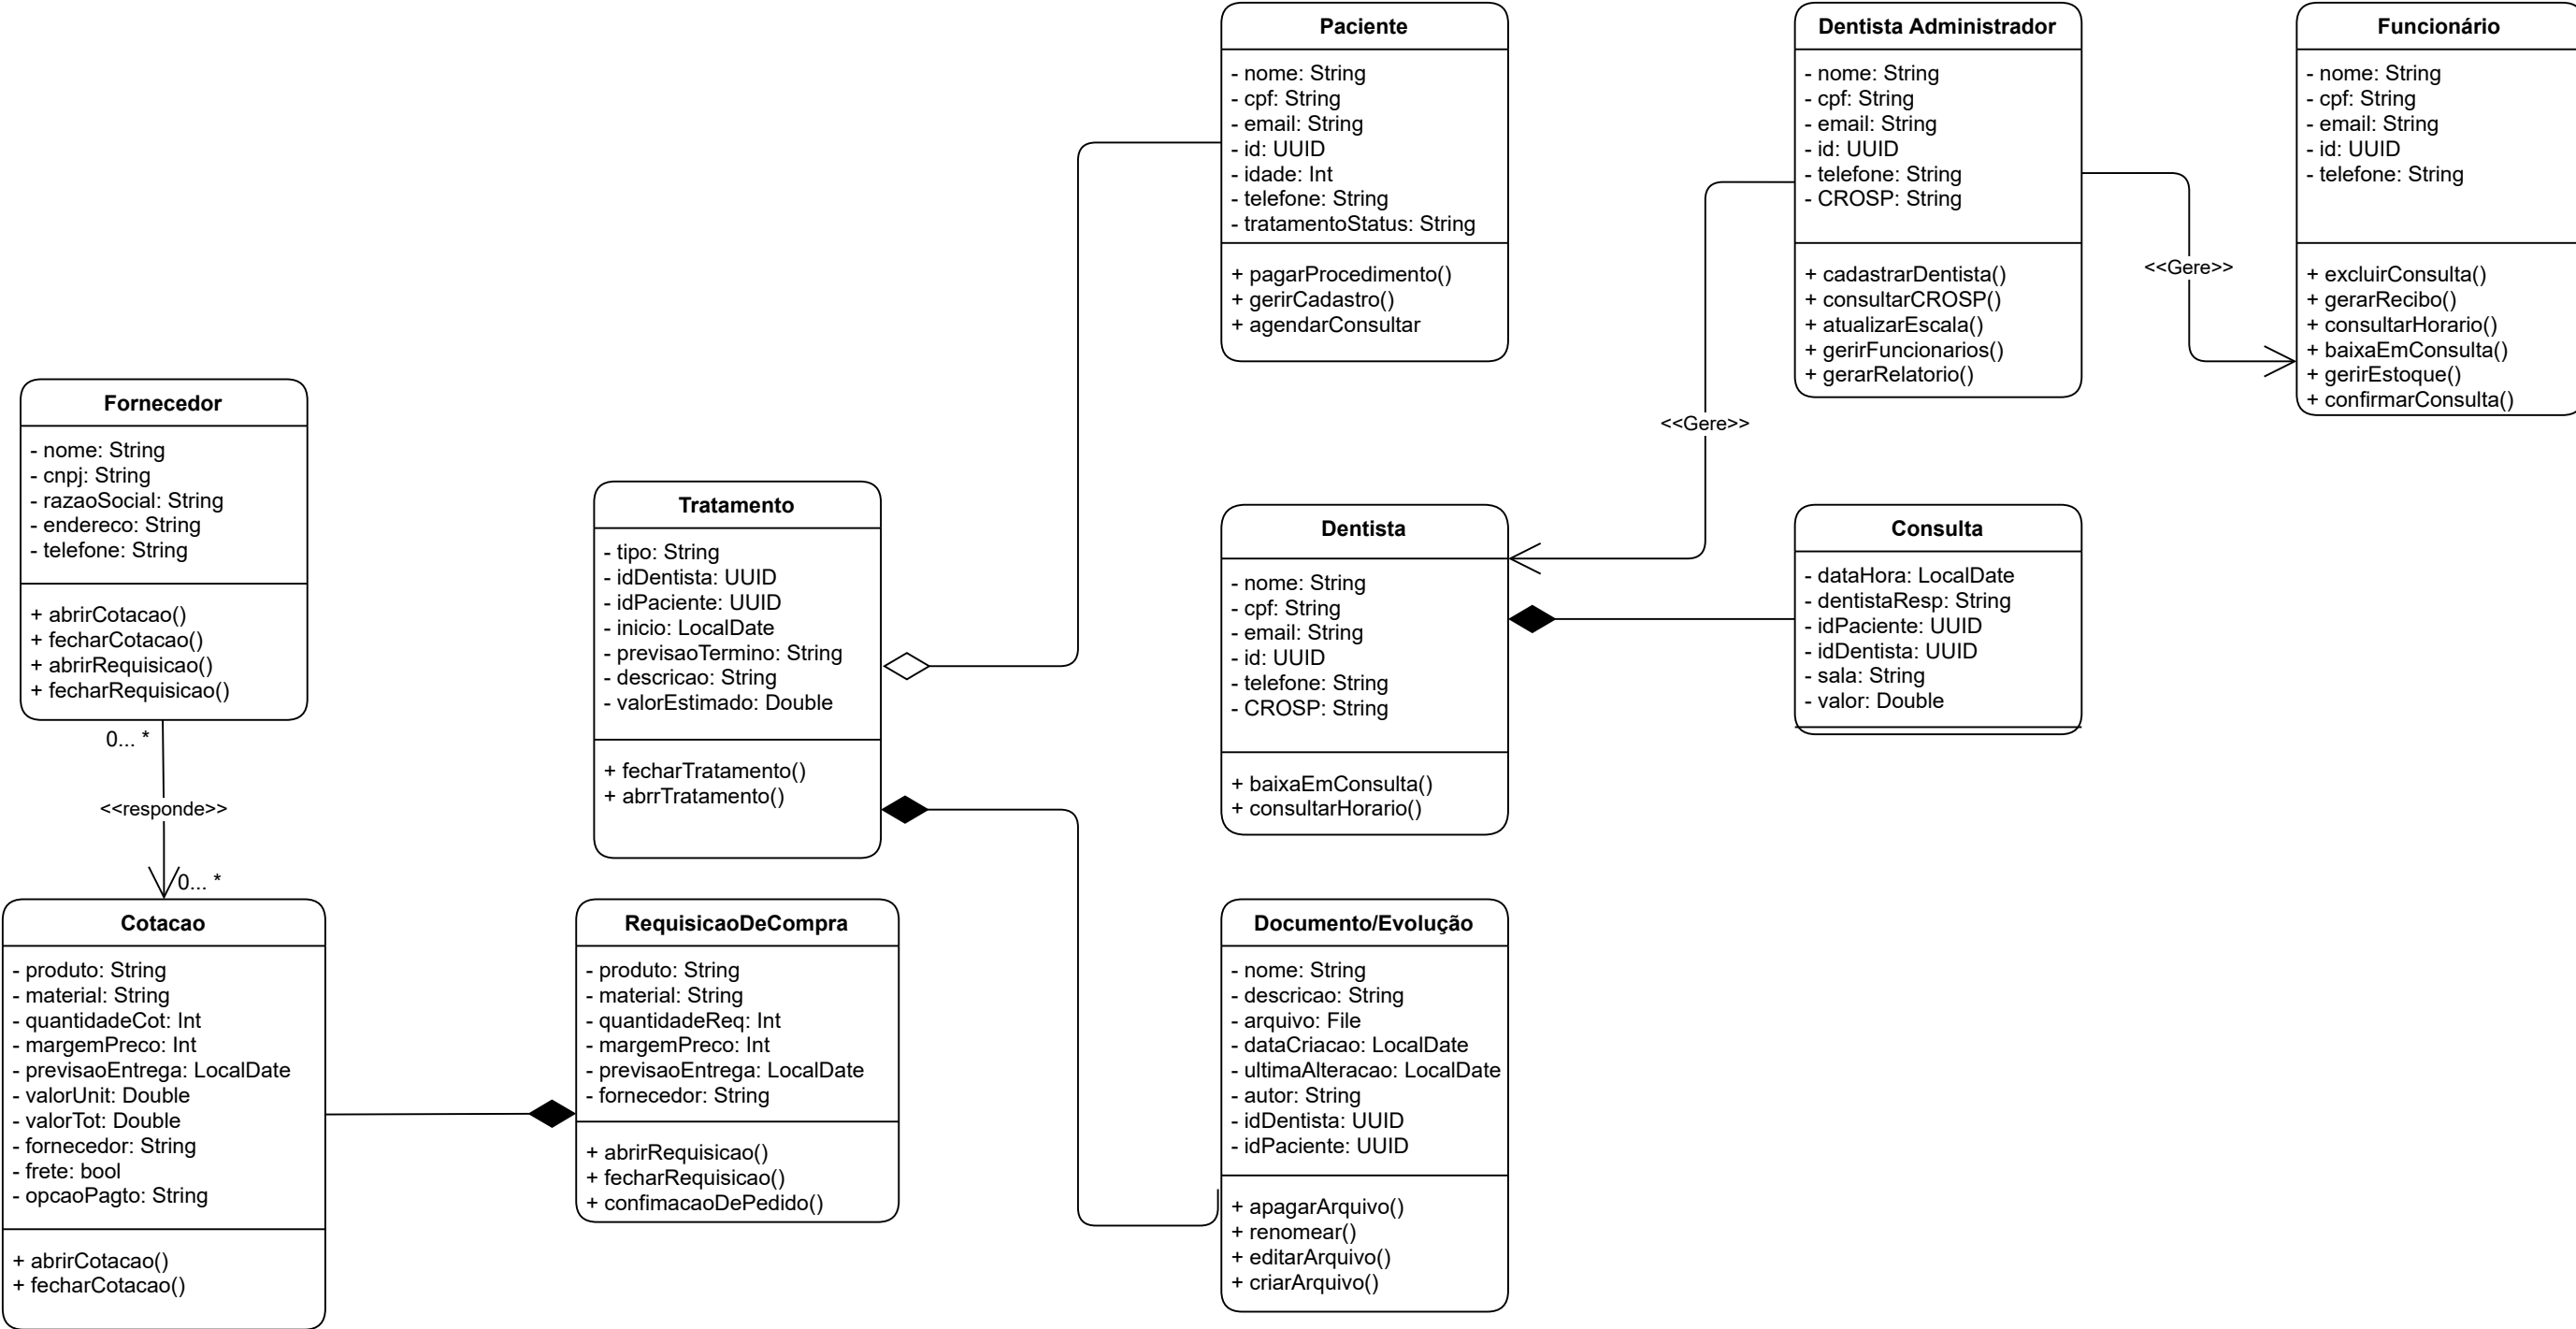 Paciente
- nome: String
- cpf: String
- email: String
- id: UUID
- idade: Int
- telefone: String
- tratamentoStatus: String
+ pagarProcedimento()
+ gerirCadastro()
+ agendarConsultar
Dentista Administrador
- nome: String
- cpf: String
- email: String
- id: UUID
- telefone: String
- CROSP: String
+ cadastrarDentista()
+ consultarCROSP()
+ atualizarEscala()
+ gerirFuncionarios()
+ gerarRelatorio()
<<Gere>>
Funcionário
- nome: String
- cpf: String
- email: String
- id: UUID
- telefone: String
+ excluirConsulta()
+ gerarRecibo()
+ consultarHorario()
+ baixaEmConsulta()
+ gerirEstoque()
+ confirmarConsulta()
<<Gere>>
Fornecedor
- nome: String
- cnpj: String
- razaoSocial: String
- endereco: String
- telefone: String
+ abrirCotacao()
+ fecharCotacao()
+ abrirRequisicao()
+ fecharRequisicao()
0... *
<<responde>>
0... *
Tratamento
- tipo: String
- idDentista: UUID
- idPaciente: UUID
- inicio: LocalDate
- previsaoTermino: String
- descricao: String
- valorEstimado: Double
+ fecharTratamento()
+ abrrTratamento()
Dentista
- nome: String
- cpf: String
- email: String
- id: UUID
- telefone: String
- CROSP: String
+ baixaEmConsulta()
+ consultarHorario()
Consulta
- dataHora: LocalDate
- dentistaResp: String
- idPaciente: UUID
- idDentista: UUID
- sala: String
- valor: Double
Cotacao
- produto: String
- material: String
- quantidadeCot: Int
- margemPreco: Int
- previsaoEntrega: LocalDate
- valorUnit: Double
- valorTot: Double
- fornecedor: String
- frete: bool
- opcaoPagto: String
+ abrirCotacao()
+ fecharCotacao()
RequisicaoDeCompra
- produto: String
- material: String
- quantidadeReq: Int
- margemPreco: Int
- previsaoEntrega: LocalDate
- fornecedor: String
+ abrirRequisicao()
+ fecharRequisicao()
+ confimacaoDePedido()
Documento/Evolução
- nome: String
- descricao: String
- arquivo: File
- dataCriacao: LocalDate
- ultimaAlteracao: LocalDate
- autor: String
- idDentista: UUID
- idPaciente: UUID
+ apagarArquivo()
+ renomear()
+ editarArquivo()
+ criarArquivo()